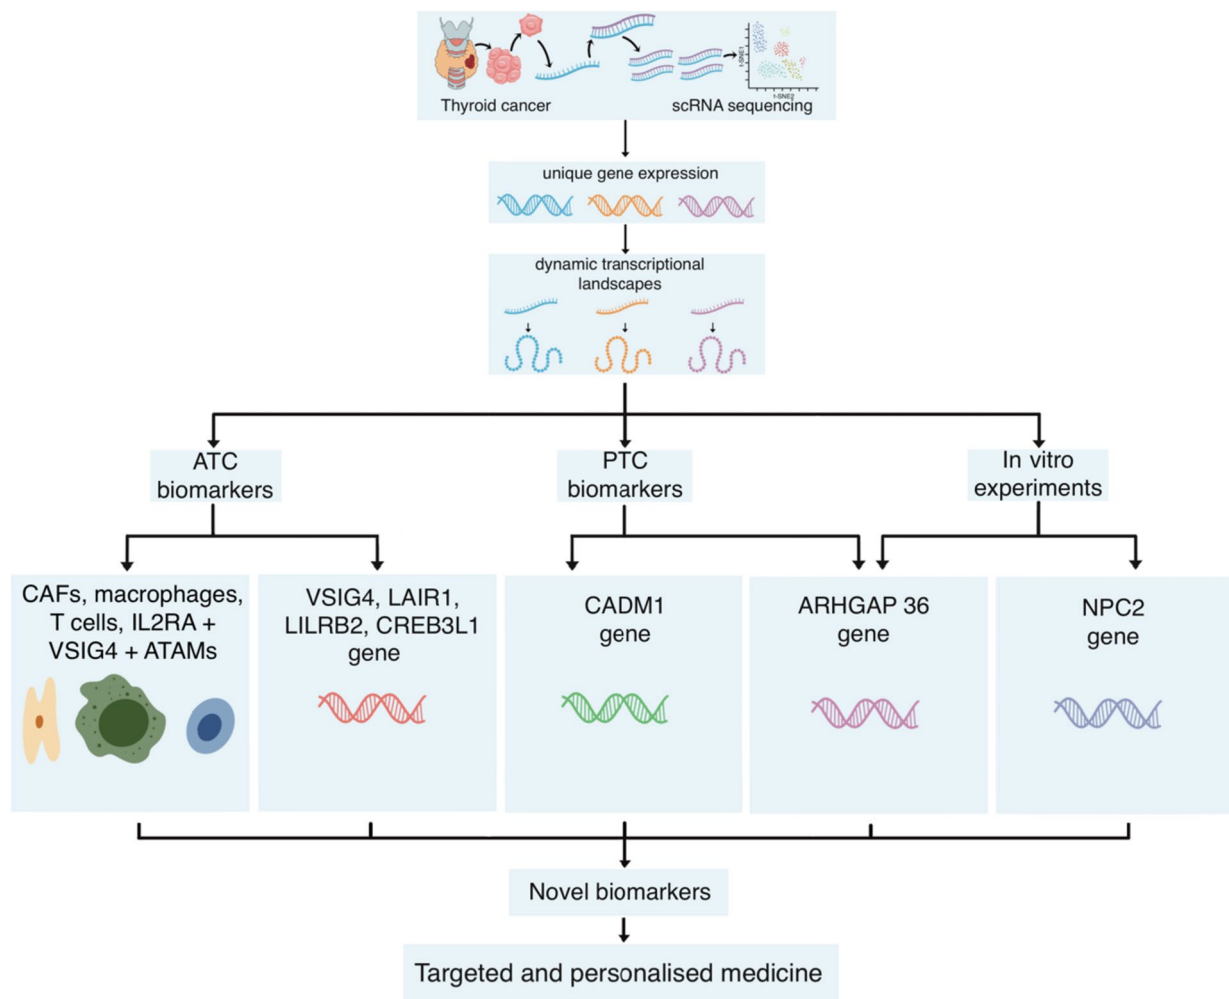 t-SNE1
t-SNE2
Thyroid cancer
scRNA sequencing
unique gene expression
dynamic transcriptional
landscapes
ATC
biomarkers
PTC
biomarkers
In vitro
experiments
CAFs, macrophages,
T cells, IL2RA +
VSIG4 + ATAMs
VSIG4, LAIR1,
LILRB2, CREB3L1
gene
CADM1
gene
ARHGAP 36
gene
NPC2
gene
Novel biomarkers
Targeted and personalised medicine